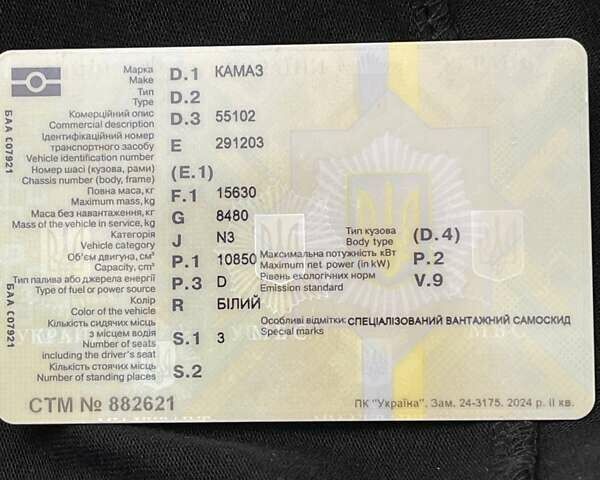 БАА С07921
БАА С07921
Марка
Make D.1 КАМАЗ
Тип
Type D.2
Комерційний опис D.3 55102
Commercial description
Ідентифікаційний номер
транспортного засобу E 291203
Vehicle identification number
Номер шасі (кузова, рами) (E.1)
Chassis number (body, frame)
Повна маса, кг F.1 15630
Maximum mass, kg
Маса без навантаження, кг G 8480
Mass of the vehicle in service, kg
Категорія J N3
Vehicle category
Об'єм двигуна, см³ P.1 10850
Capacity, cm³
Тип палива або джерела енергії P.3 D
Type of fuel or power source
Колір R БІЛИЙ
Color of the vehicle
Кількість сидячих місць
з місцем водія S.1 3
Number of seats
including the driver's seat
Кількість стоячих місць S.2
Number of standing places
Тип кузова (D.4)
Body type
Максимальна потужність кВт P.2
Maximum net power (in kW)
Рівень екологічних норм V.9
Emission standard
Особливі відмітки: СПЕЦІАЛІЗОВАНИЙ ВАНТАЖНИЙ САМОСКИД
Special marks
СТМ № 882621
ПК "Україна". Зам. 24-3175. 2024 р. II кв.